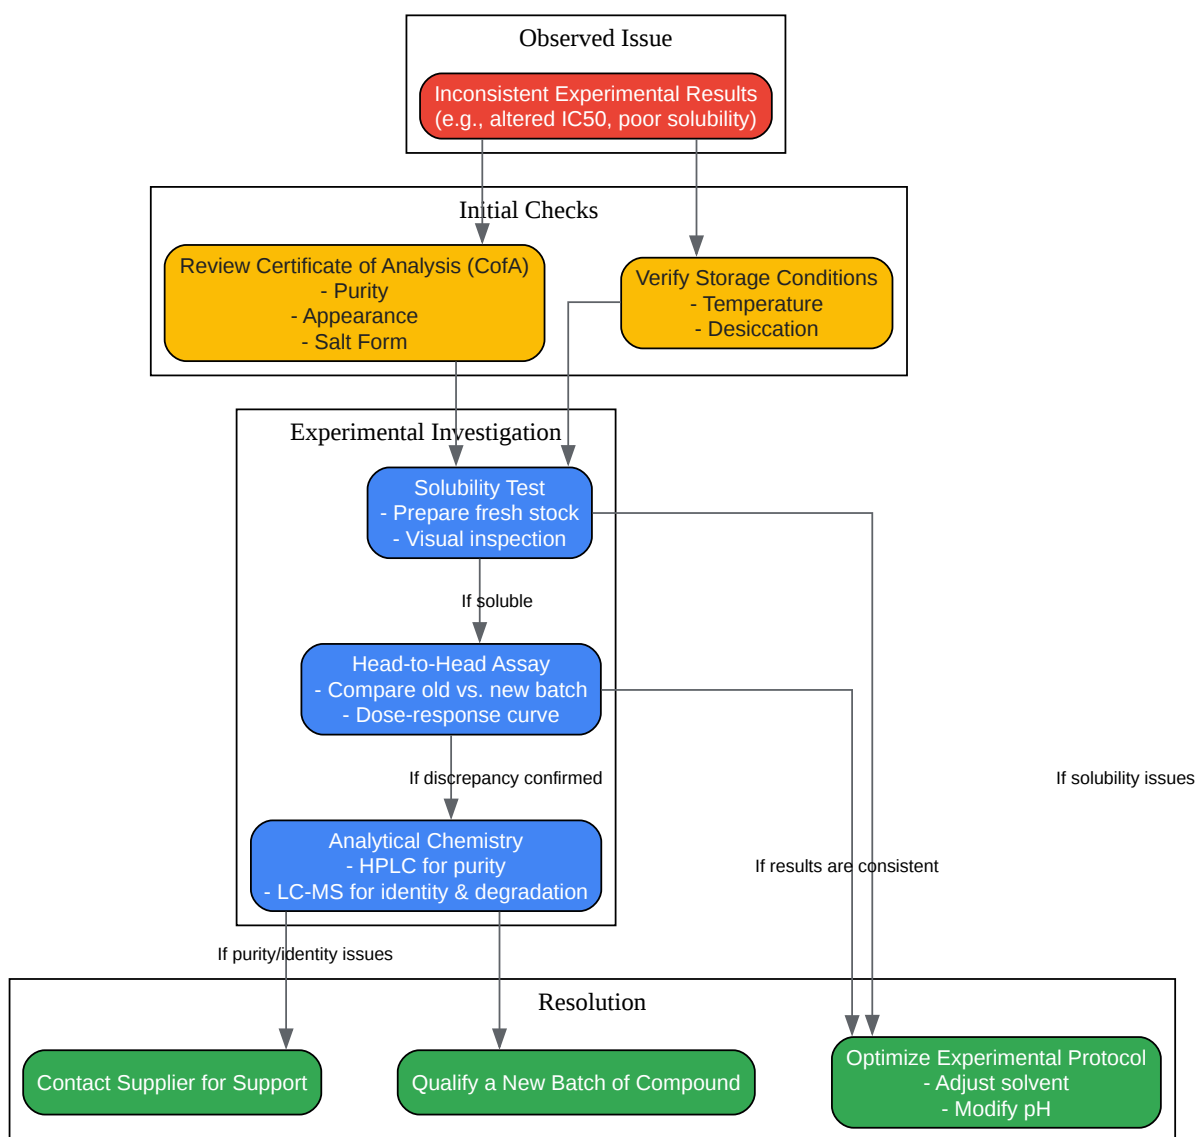 Observed Issue
Inconsistent Experimental Results
(e.g., altered IC50, poor solubility)
Initial Checks
Review Certificate of Analysis (CofA)
- Purity
- Appearance
- Salt Form
Verify Storage Conditions
- Temperature
- Desiccation
Experimental Investigation
Solubility Test
- Prepare fresh stock
- Visual inspection
If soluble
Head-to-Head Assay
- Compare old vs. new batch
- Dose-response curve
If discrepancy confirmed
If solubility issues
Analytical Chemistry
- HPLC for purity
- LC-MS for identity & degradation
If results are consistent
If purity/identity issues
Resolution
Contact Supplier for Support
Qualify a New Batch of Compound
Optimize Experimental Protocol
- Adjust solvent
- Modify pH